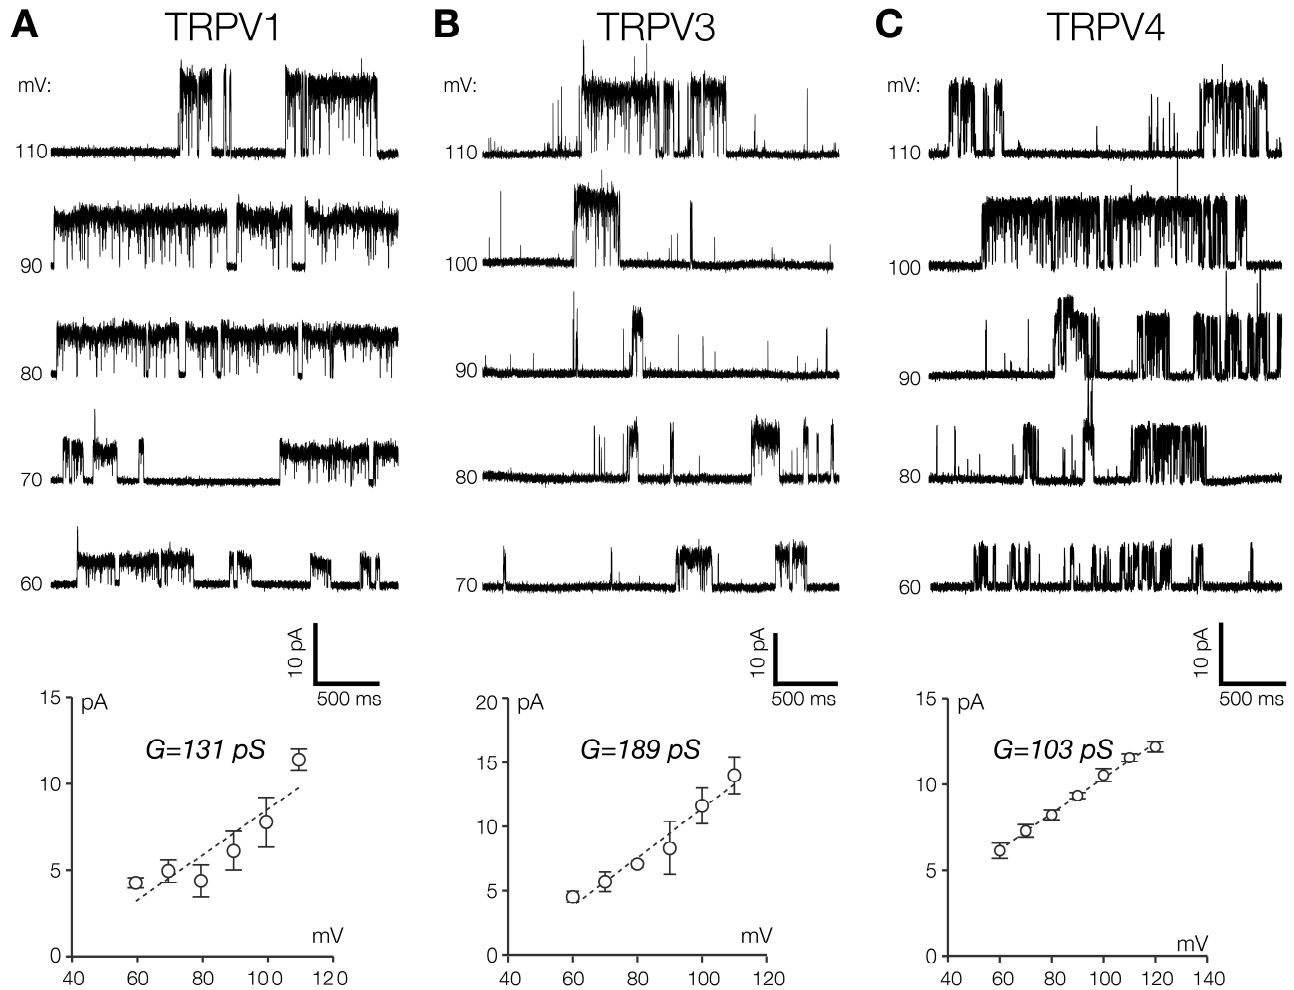 A TRPV1
mV:
110
90
80
70
60
10 pA
500 ms
15
pA
G=131 pS
10
5
0
mV
40 60 80 100 120
B TRPV3
mV:
110
100
90
80
70
10 pA
500 ms
20
pA
G=189 pS
15
10
5
0
mV
40 60 80 100 120
C TRPV4
mV:
110
100
90
80
60
10 pA
500 ms
15
pA
G=103 pS
10
5
0
mV
40 60 80 100 120 140